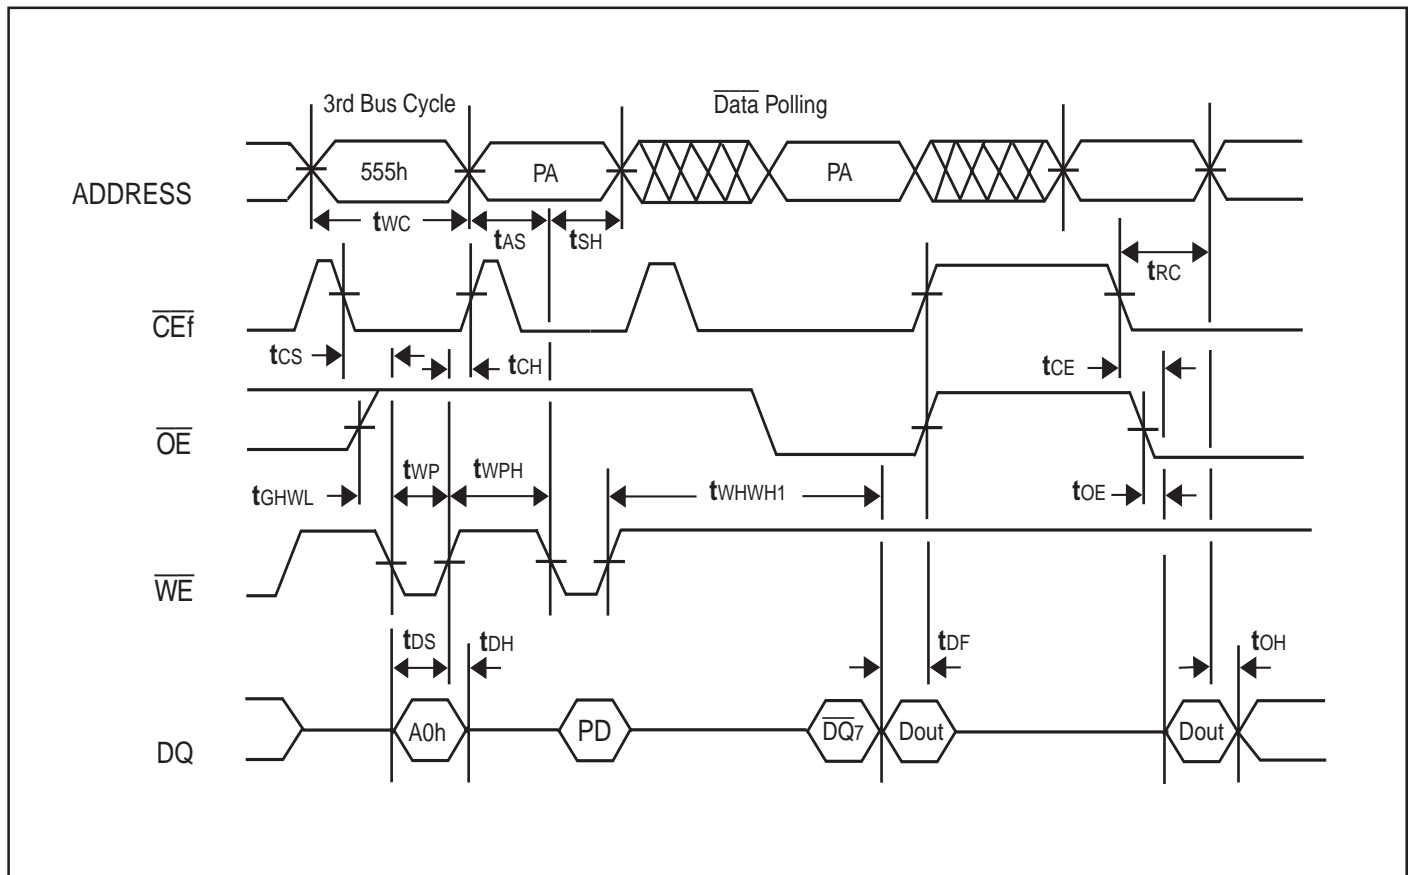 3rd Bus Cycle
Data Polling
ADDRESS
555h
PA
PA
tWC
tAS
tSH
tRC
CEf
tCS
tCH
tCE
OE
tWP
tWPH
tGHWL
tWHWH1
tOE
WE
tDS
tDH
tDF
tOH
DQ
A0h
PD
DQ7
Dout
Dout